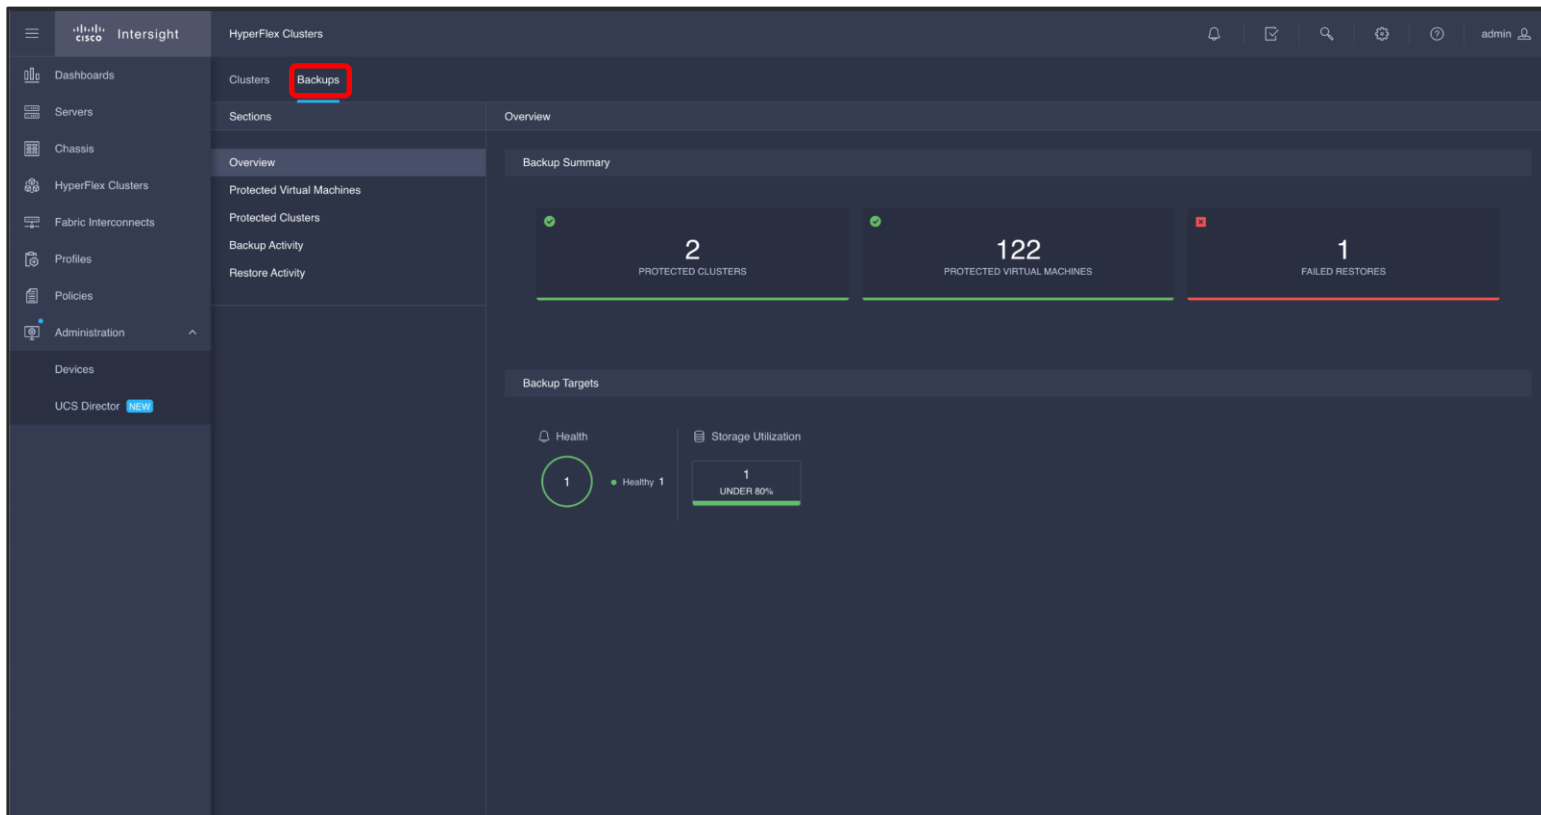 cisco Intersight
HyperFlex Clusters
admin
Dashboards
Servers
Chassis
HyperFlex Clusters
Fabric Interconnects
Profiles
Policies
Administration
Devices
UCS Director NEW
Clusters
Backups
Sections
Overview
Protected Virtual Machines
Protected Clusters
Backup Activity
Restore Activity
Overview
Backup Summary
2
PROTECTED CLUSTERS
122
PROTECTED VIRTUAL MACHINES
1
FAILED RESTORES
Backup Targets
Health
1
Healthy 1
Storage Utilization
1
UNDER 80%